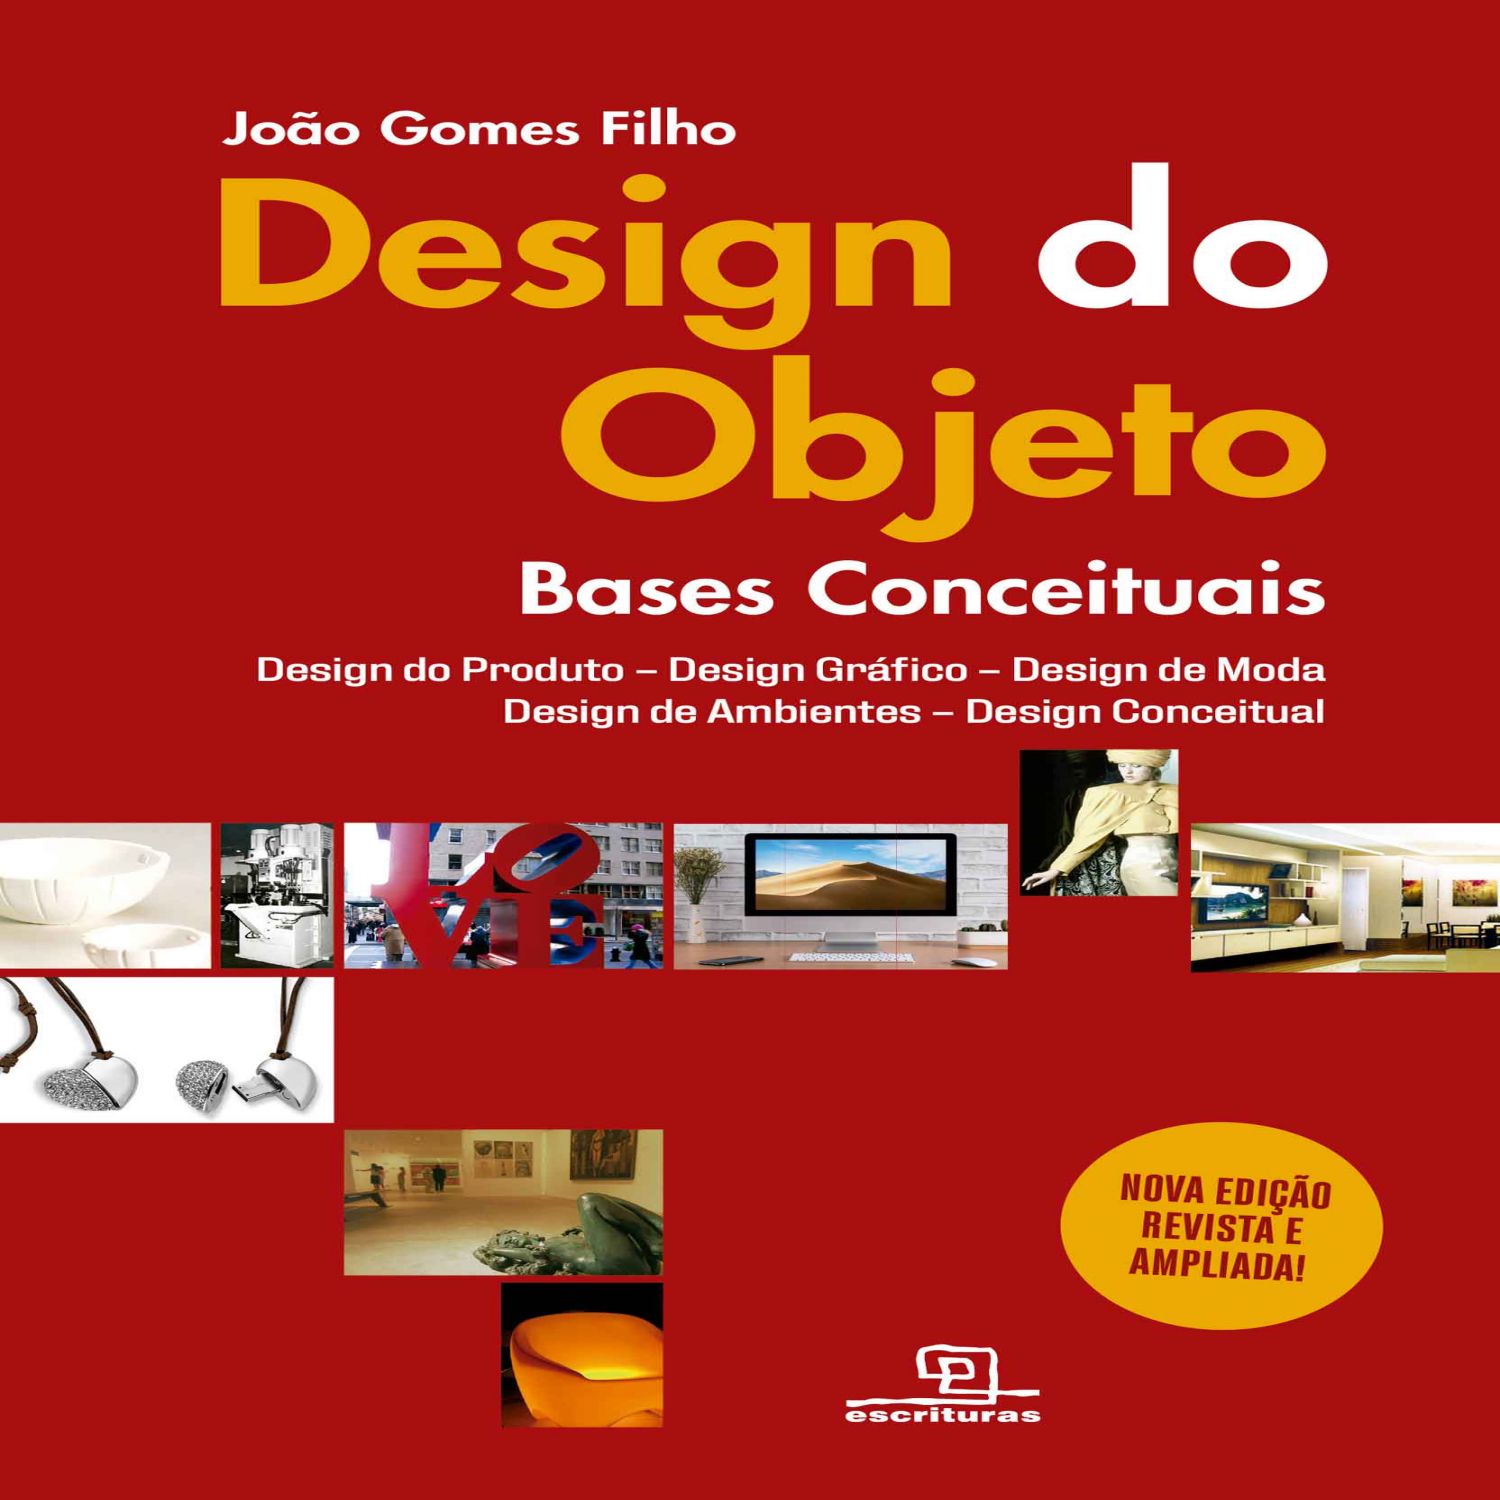 João Gomes Filho
Design do
Objeto
Bases Conceituais
Design do Produto – Design Gráfico – Design de Moda
Design de Ambientes – Design Conceitual
LOVE
NOVA EDIÇÃO
REVISTA E
AMPLIADA!
escrituras